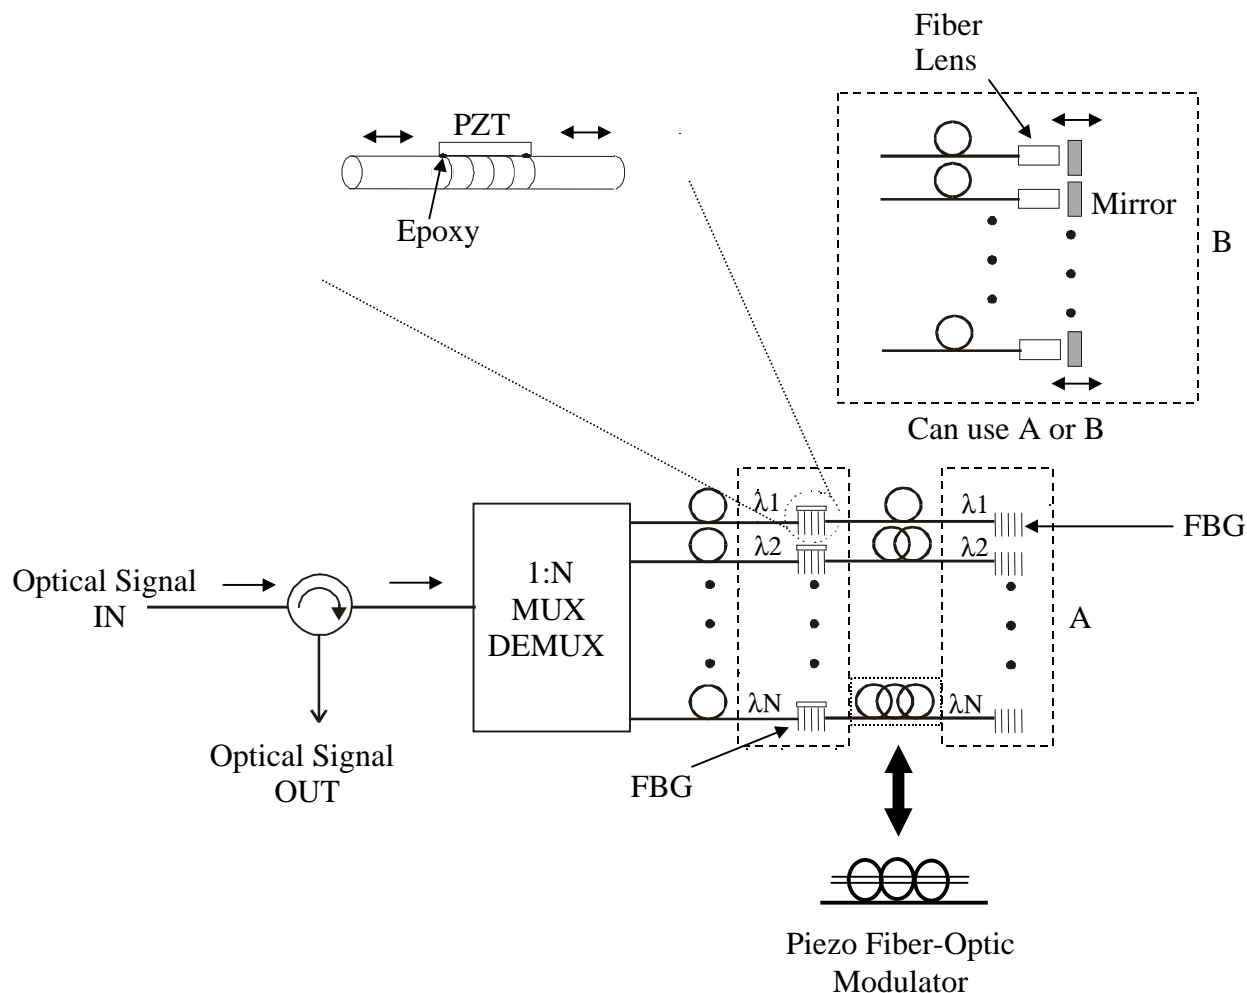 Fiber
Lens
PZT
Epoxy
Mirror
B
Can use A or B
λ1
λ1
FBG
λ2
λ2
Optical Signal
IN
1:N
MUX
DEMUX
A
λN
λN
Optical Signal
OUT
FBG
Piezo Fiber-Optic
Modulator